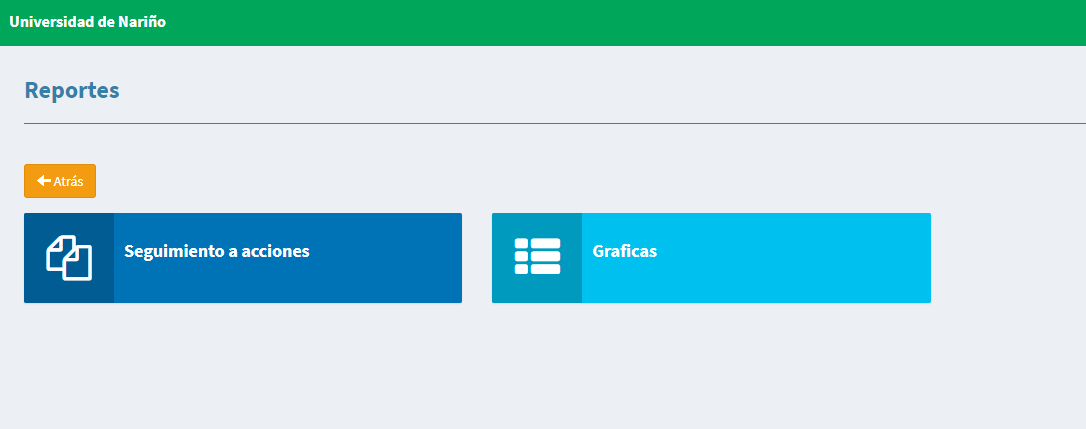 Universidad de Nariño
Reportes
Atrás
Seguimiento a acciones
Graficas